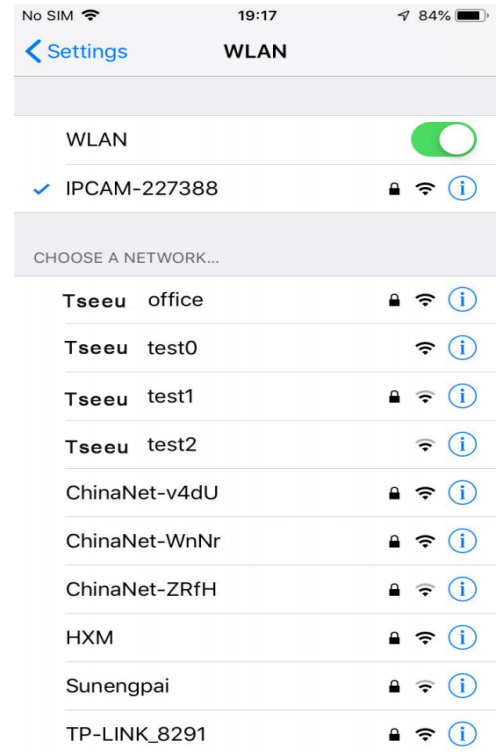 No SIM 19:17 84%
Settings WLAN
WLAN
IPCAM-227388
CHOOSE A NETWORK...
Tseeu office
Tseeu test0
Tseeu test1
Tseeu test2
ChinaNet-v4dU
ChinaNet-WnNr
ChinaNet-ZRfH
HXM
Sunengpai
TP-LINK_8291